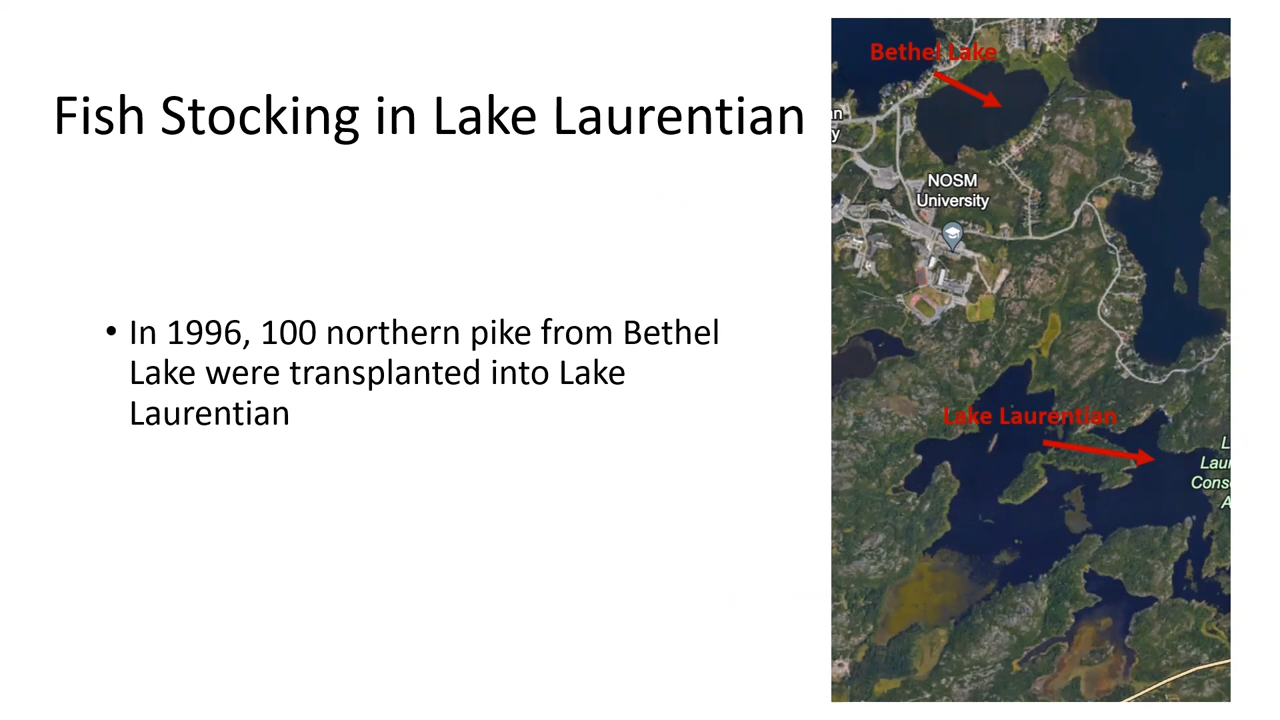 Fish Stocking in Lake Laurentian
• In 1996, 100 northern pike from Bethel
Lake were transplanted into Lake
Laurentian
Bethel Lake
NOSM
University
Lake Laurentian